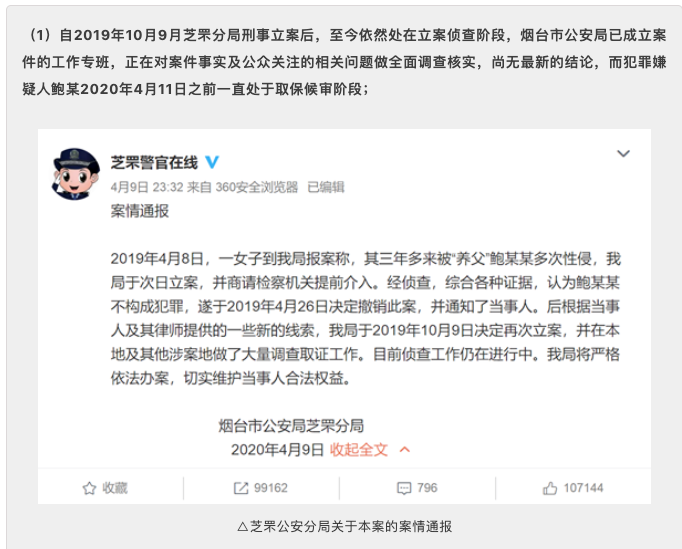 （1）自2019年10月9月芝罘分局刑事立案后，至今依然处在立案侦查阶段，烟台市公安局已成立案
件的工作专班，正在对案件事实及公众关注的相关问题做全面调查核实，尚无最新的结论，而犯罪嫌
疑人鲍某2020年4月11日之前一直处于取保候审阶段；
芝罘警官在线
4月9日 23:32 来自 360安全浏览器 已编辑
案情通报
2019年4月8日，一女子到我局报案称，其三年多来被“养父”鲍某某多次性侵，我
局于次日立案，并商请检察机关提前介入。经侦查，综合各种证据，认为鲍某某
不构成犯罪，遂于2019年4月26日决定撤销此案，并通知了当事人。后根据当事
人及其律师提供的一些新的线索，我局于2019年10月9日决定再次立案，并在本
地及其他涉案地做了大量调查取证工作。目前侦查工作仍在进行中。我局将严格
依法办案，切实维护当事人合法权益。
烟台市公安局芝罘分局
2020年4月9日 收起全文
收藏 99162 796 107144
△芝罘公安分局关于本案的案情通报